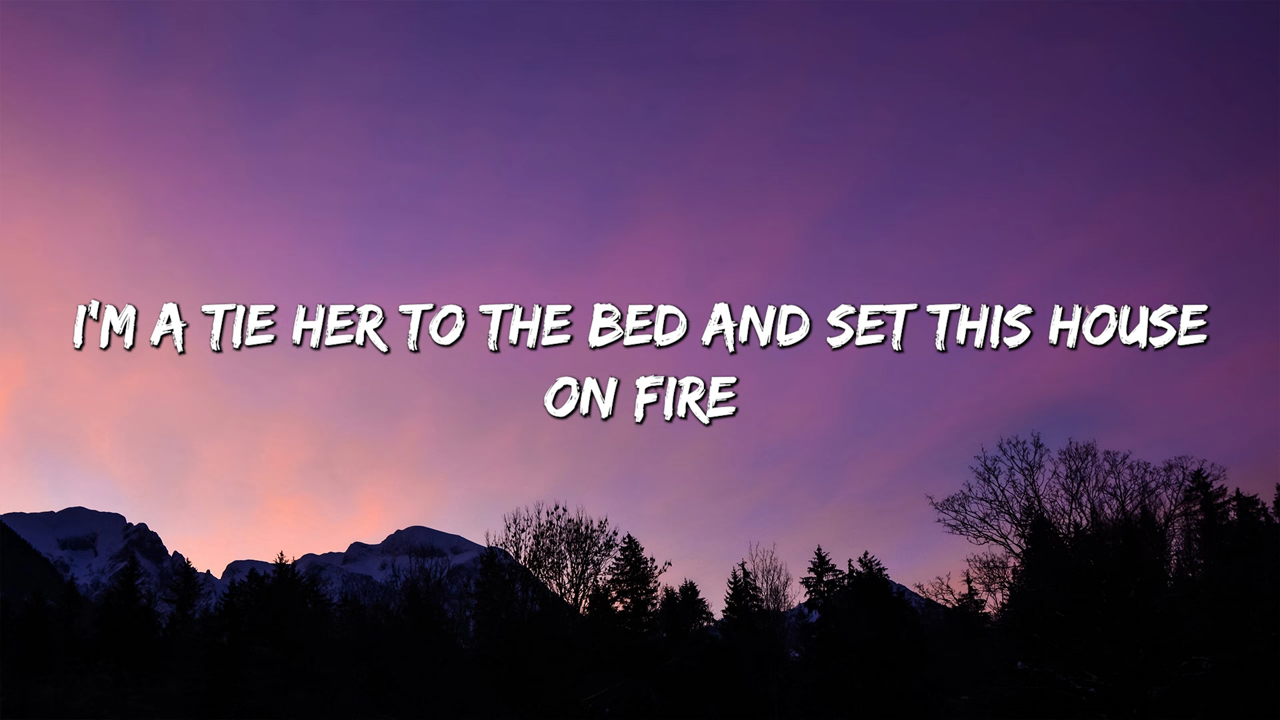 I'M A TIE HER TO THE BED AND SET THIS HOUSE
ON FIRE